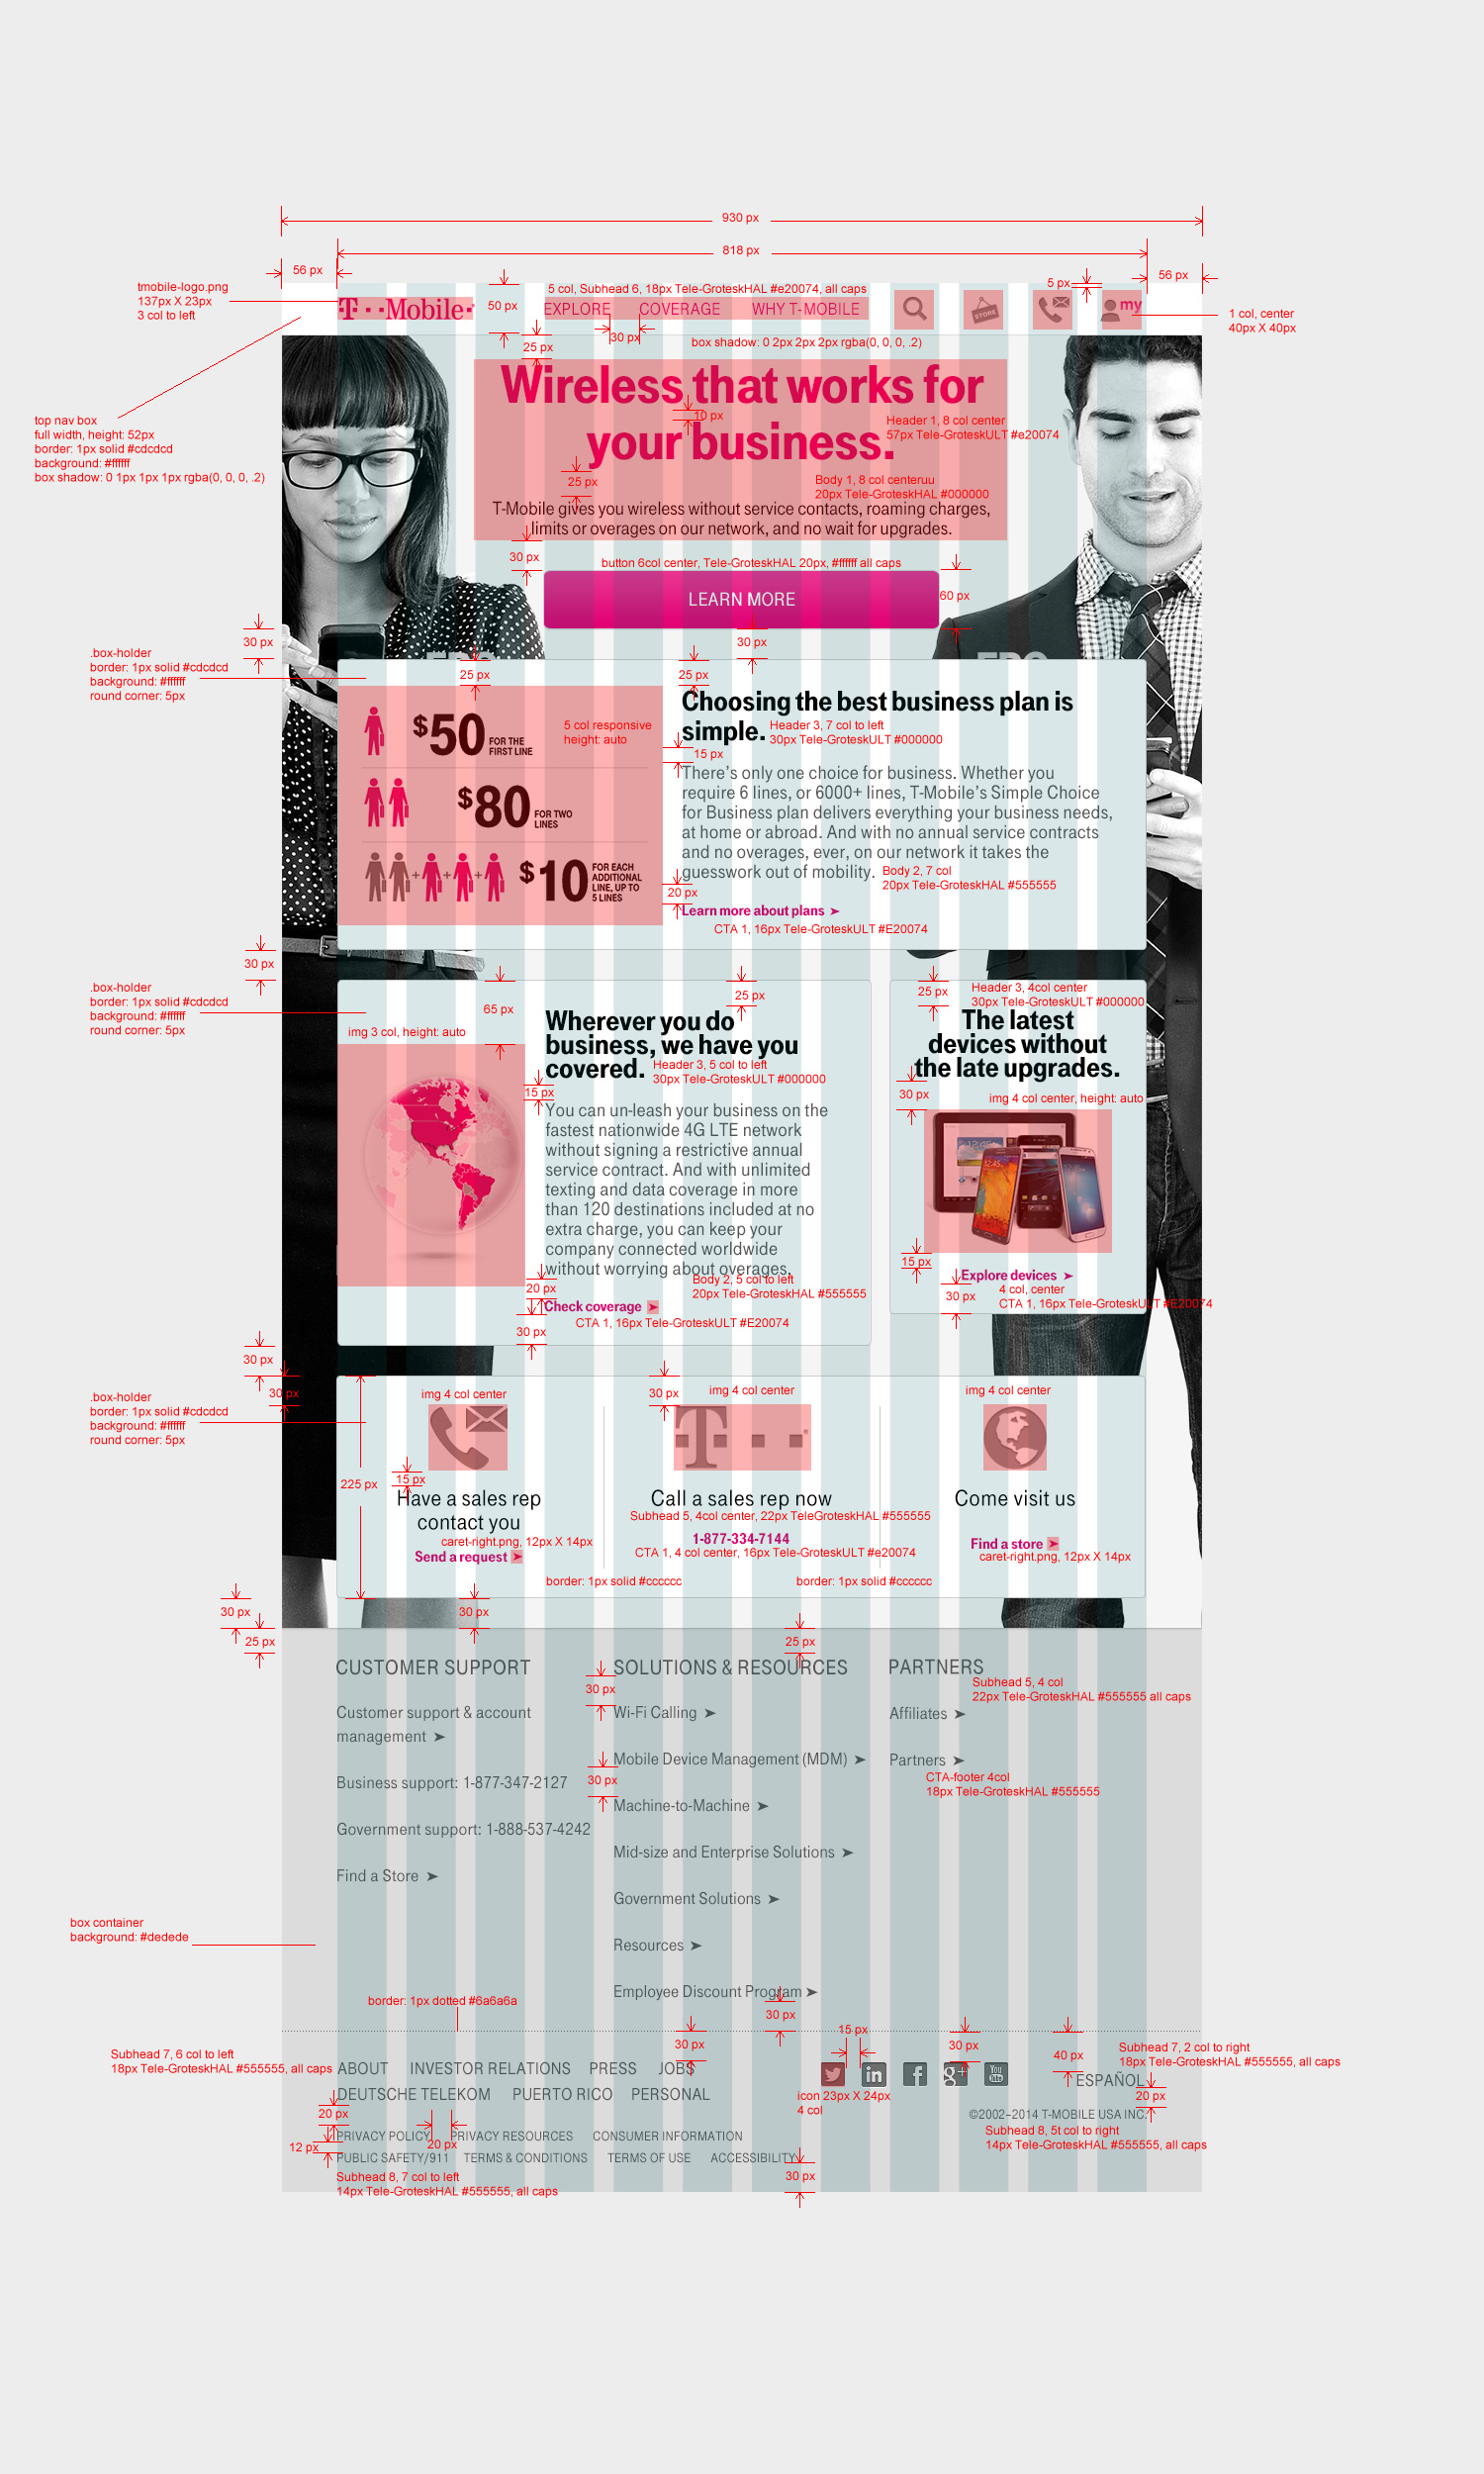 930 px
818 px
56 px
56 px
tmobile-logo.png
137px X 23px
3 col to left
5 col, Subhead 6, 18px Tele-GroteskHAL #e20074, all caps
5 px
50 px
T··Mobile·
EXPLORE COVERAGE WHY T-MOBILE
STORE
my
1 col, center
40px X 40px
30 px
box shadow: 0 2px 2px 2px rgba(0, 0, 0, .2)
25 px
top nav box
full width, height: 52px
border: 1px solid #cdcdcd
background: #ffffff
box shadow: 0 1px 1px 1px rgba(0, 0, 0, .2)
Wireless that works for
10 px
your business.
Header 1, 8 col center
57px Tele-GroteskULT #e20074
25 px
Body 1, 8 col centeruu
20px Tele-GroteskHAL #000000
T-Mobile gives you wireless without service contacts, roaming charges,
limits or overages on our network, and no wait for upgrades.
30 px
button 6col center, Tele-GroteskHAL 20px, #ffffff all caps
LEARN MORE
60 px
30 px
30 px
.box-holder
border: 1px solid #cdcdcd
background: #ffffff
round corner: 5px
25 px
25 px
$50 FOR THE FIRST LINE
5 col responsive
height: auto
$80 FOR TWO LINES
+ + + $10 FOR EACH ADDITIONAL LINE, UP TO 5 LINES
Choosing the best business plan is
simple.
Header 3, 7 col to left
30px Tele-GroteskULT #000000
15 px
There's only one choice for business. Whether you
require 6 lines, or 6000+ lines, T-Mobile's Simple Choice
for Business plan delivers everything your business needs,
at home or abroad. And with no annual service contracts
and no overages, ever, on our network it takes the
guesswork out of mobility.
Body 2, 7 col
20px Tele-GroteskHAL #555555
20 px
Learn more about plans ➤
CTA 1, 16px Tele-GroteskULT #E20074
30 px
.box-holder
border: 1px solid #cdcdcd
background: #ffffff
round corner: 5px
65 px
25 px
img 3 col, height: auto
Wherever you do
business, we have you
covered.
Header 3, 5 col to left
30px Tele-GroteskULT #000000
15 px
You can un-leash your business on the
fastest nationwide 4G LTE network
without signing a restrictive annual
service contract. And with unlimited
texting and data coverage in more
than 120 destinations included at no
extra charge, you can keep your
company connected worldwide
without worrying about overages.
Body 2, 5 col to left
20px Tele-GroteskHAL #555555
20 px
Check coverage ➤
CTA 1, 16px Tele-GroteskULT #E20074
30 px
25 px
Header 3, 4col center
30px Tele-GroteskULT #000000
The latest
devices without
the late upgrades.
30 px
img 4 col center, height: auto
15 px
Explore devices ➤
4 col, center
CTA 1, 16px Tele-GroteskULT #E20074
30 px
30 px
30 px
.box-holder
border: 1px solid #cdcdcd
background: #ffffff
round corner: 5px
225 px
img 4 col center
15 px
Have a sales rep
contact you
caret-right.png, 12px X 14px
Send a request ➤
30 px
img 4 col center
Call a sales rep now
Subhead 5, 4col center, 22px TeleGroteskHAL #555555
1-877-334-7144
CTA 1, 4 col center, 16px Tele-GroteskULT #e20074
img 4 col center
Come visit us
Find a store ➤
caret-right.png, 12px X 14px
border: 1px solid #cccccc
border: 1px solid #cccccc
30 px
30 px
25 px
25 px
CUSTOMER SUPPORT
Customer support & account
management ➤
Business support: 1-877-347-2127
Government support: 1-888-537-4242
Find a Store ➤
SOLUTIONS & RESOURCES
30 px
Wi-Fi Calling ➤
Mobile Device Management (MDM) ➤
30 px
Machine-to-Machine ➤
Mid-size and Enterprise Solutions ➤
Government Solutions ➤
Resources ➤
Employee Discount Program ➤
PARTNERS
Subhead 5, 4 col
22px Tele-GroteskHAL #555555 all caps
Affiliates ➤
Partners ➤
CTA-footer 4col
18px Tele-GroteskHAL #555555
box container
background: #dedede
border: 1px dotted #6a6a6a
30 px
15 px
30 px
30 px
40 px
Subhead 7, 6 col to left
18px Tele-GroteskHAL #555555, all caps
ABOUT INVESTOR RELATIONS PRESS JOBS
DEUTSCHE TELEKOM PUERTO RICO PERSONAL
in
f
g+
You Tube
icon 23px X 24px
4 col
Subhead 7, 2 col to right
18px Tele-GroteskHAL #555555, all caps
ESPAÑOL
20 px
©2002-2014 T-MOBILE USA INC.
Subhead 8, 5t col to right
14px Tele-GroteskHAL #555555, all caps
20 px
PRIVACY POLICY PRIVACY RESOURCES CONSUMER INFORMATION
12 px
20 px
PUBLIC SAFETY/911 TERMS & CONDITIONS TERMS OF USE ACCESSIBILITY
Subhead 8, 7 col to left
14px Tele-GroteskHAL #555555, all caps
30 px